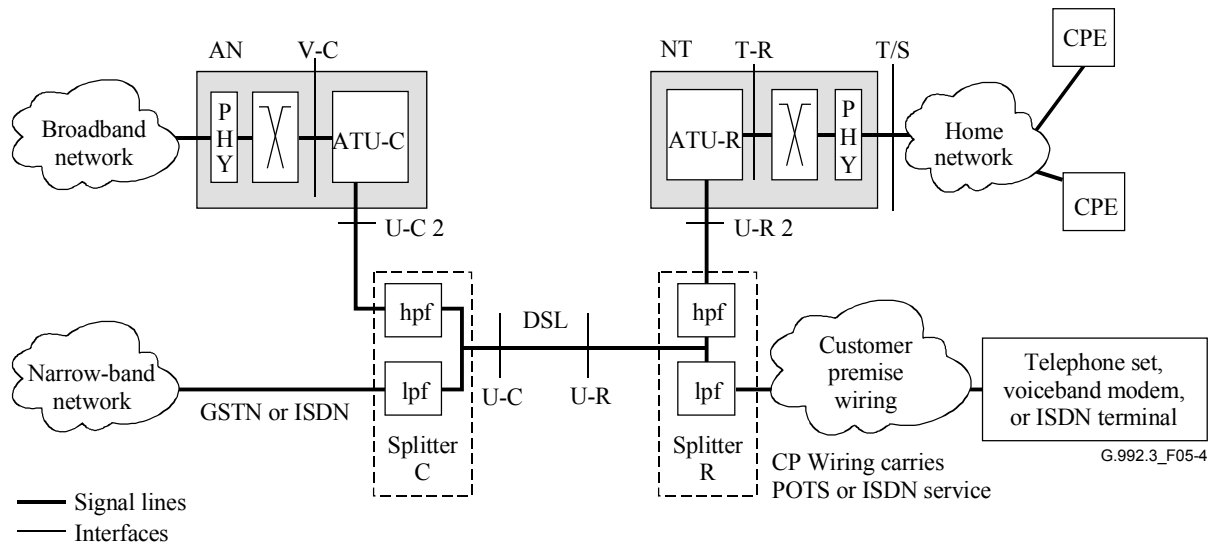 AN
V-C
NT
T-R
T/S
CPE
Broadband
network
P
H
Y
ATU-C
ATU-R
P
H
Y
Home
network
CPE
U-C 2
U-R 2
hpf
DSL
hpf
Narrow-band
network
GSTN or ISDN
lpf
U-C
U-R
lpf
Customer
premise
wiring
Telephone set,
voiceband modem,
or ISDN terminal
G.992.3_F05-4
Splitter
C
Splitter
R
CP Wiring carries
POTS or ISDN service
Signal lines
Interfaces